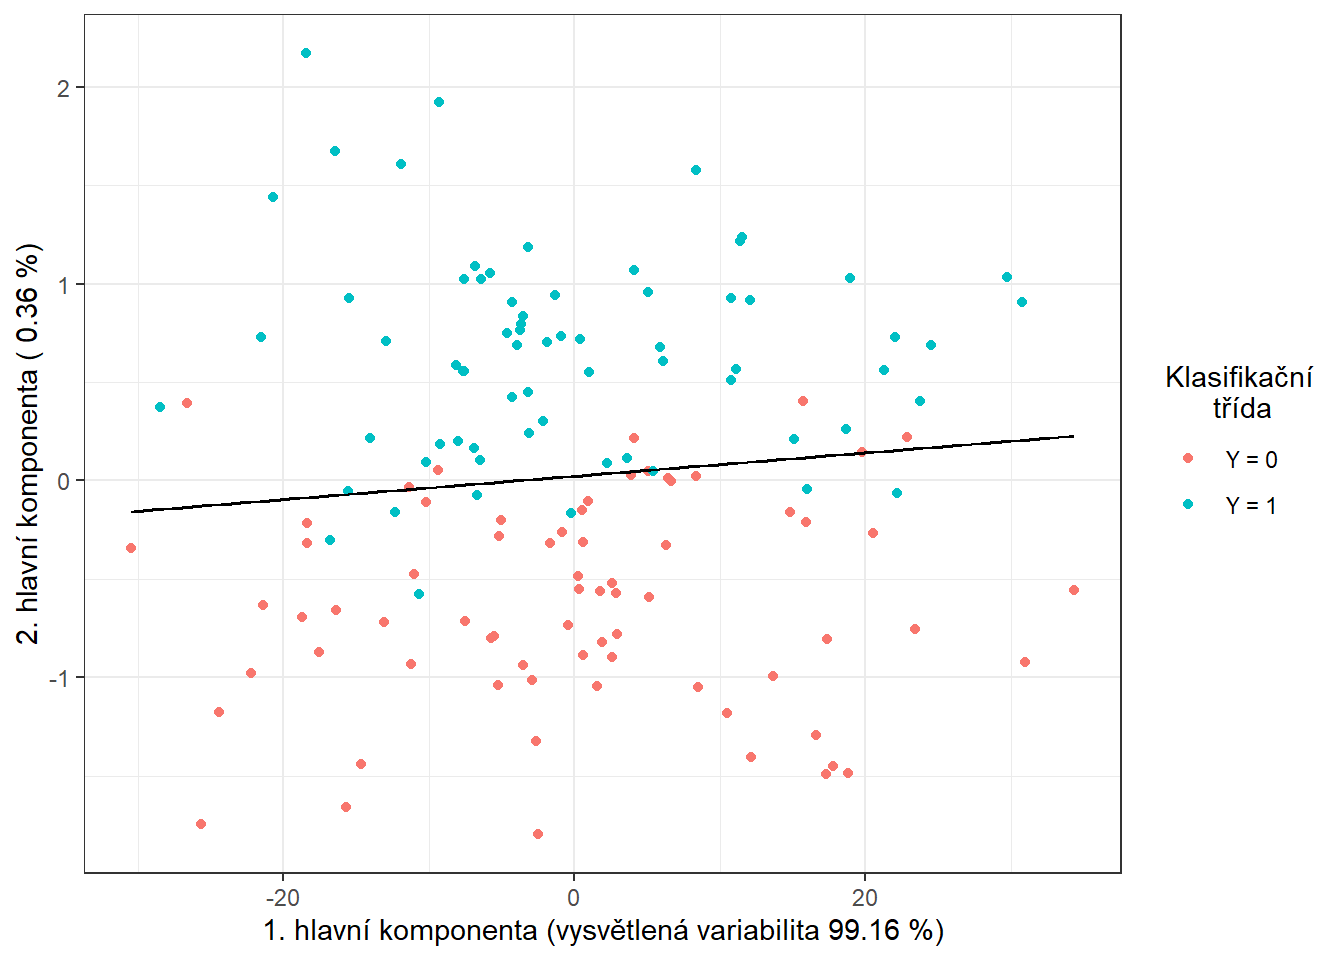 2. hlavní komponenta ( 0.36 %)
2
1
0
-1
-20
0
20
1. hlavní komponenta (vysvětlená variabilita 99.16 %)
Klasifikační
třída
Y = 0
Y = 1